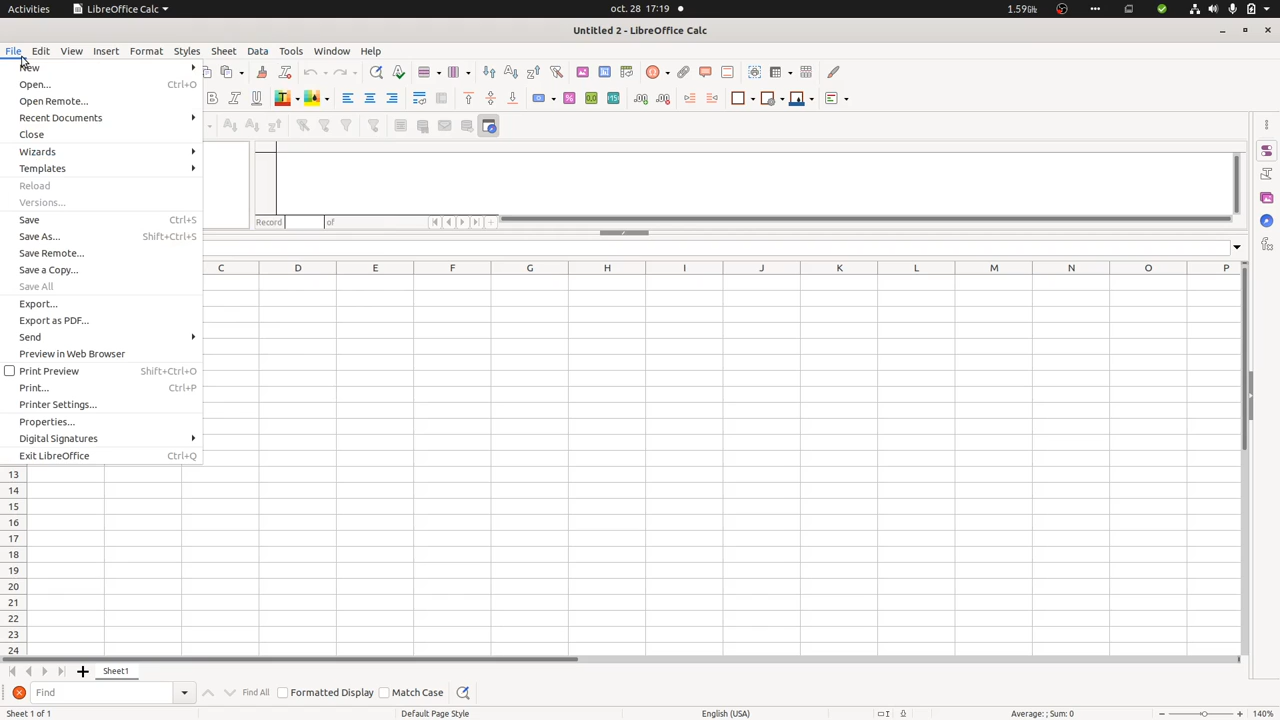 Activities LibreOffice Calc oct. 28 17:19 1.59%
Untitled 2 - LibreOffice Calc
File Edit View Insert Format Styles Sheet Data Tools Window Help
New
Open... Ctrl+O
Open Remote...
Recent Documents
Close
Wizards
Templates
Reload
Versions...
Save Ctrl+S
Save As... Shift+Ctrl+S
Save Remote...
Save a Copy...
Save All
Export...
Export as PDF...
Send
Preview in Web Browser
Print Preview Shift+Ctrl+O
Print... Ctrl+P
Printer Settings...
Properties...
Digital Signatures
Exit LibreOffice Ctrl+Q
Record of
C D E F G H I J K L M N O P
13
14
15
16
17
18
19
20
21
22
23
24
Sheet1
Find Find All Formatted Display Match Case
Sheet 1 of 1 Default Page Style English (USA) Average: ; Sum: 0 140%